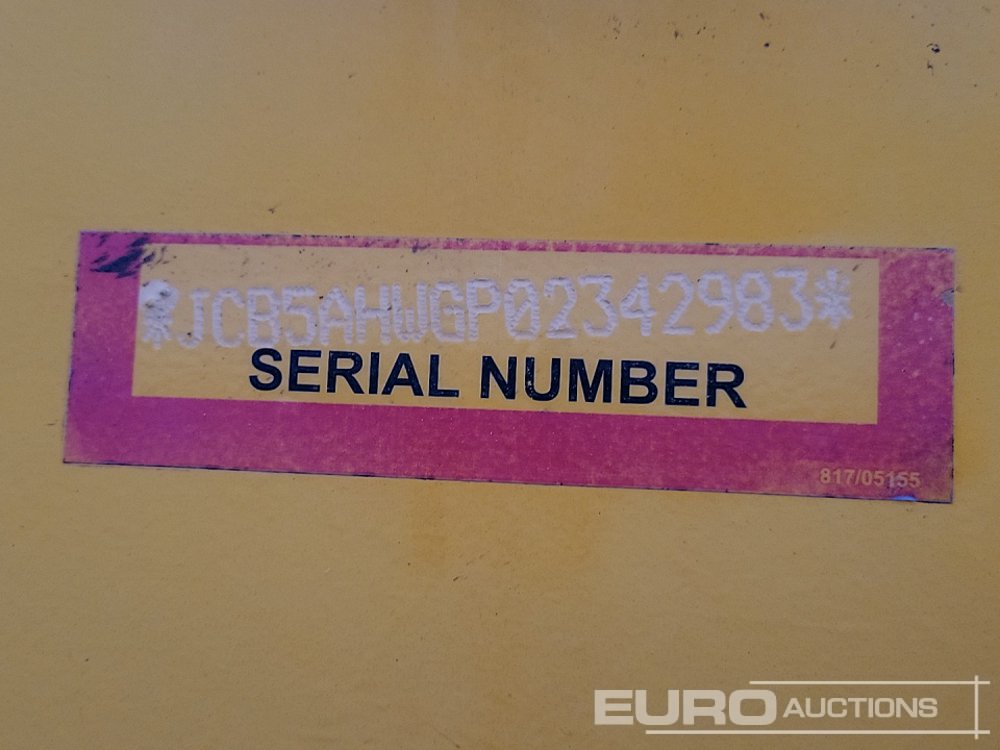 *JCB5AHWGP02342983*
SERIAL NUMBER
817/05155
EURO AUCTIONS